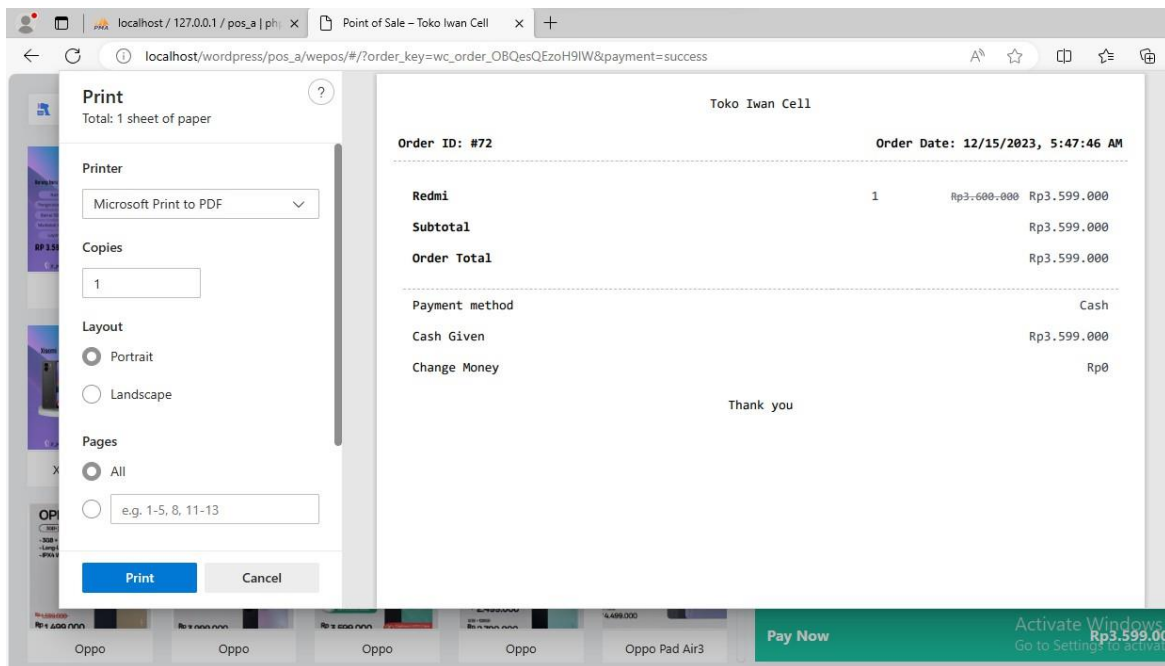 localhost / 127.0.0.1 / pos_a | ph
Point of Sale – Toko Iwan Cell
localhost/wordpress/pos_a/wepos/#/?order_key=wc_order_OBQesQEzoH9IW&payment=success
Print
?
Total: 1 sheet of paper
Printer
Microsoft Print to PDF
Copies
1
Layout
Portrait
Landscape
Pages
All
e.g. 1-5, 8, 11-13
Print Cancel
Toko Iwan Cell
Order ID: #72 Order Date: 12/15/2023, 5:47:46 AM
Redmi 1 Rp3.600.000 Rp3.599.000
Subtotal Rp3.599.000
Order Total Rp3.599.000
Payment method Cash
Cash Given Rp3.599.000
Change Money Rp0
Thank you
4.499.000
Oppo Oppo Oppo Oppo Oppo Pad Air3
Pay Now Rp3.599.00
Activate Windows
Go to Settings to activa